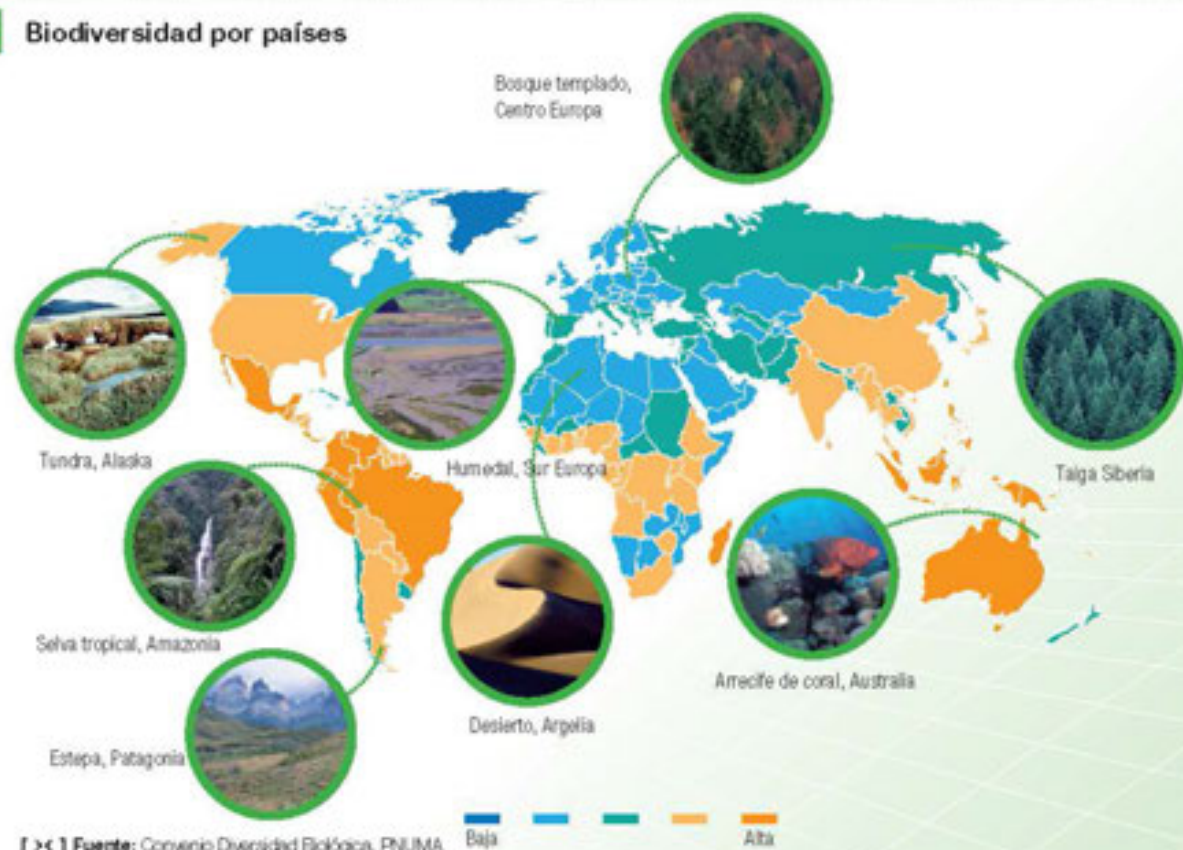 Biodiversidad por países
Bosque templado,
Centro Europa
Tundra, Alaska
Humedal, Sur Europa
Taiga Siberia
Selva tropical, Amazonia
Arrecife de coral, Australia
Desierto, Argelia
Estepa, Patagonia
Baja
Alta
[ >< ] Fuente: Convenio Diversidad Biológica, PNUMA